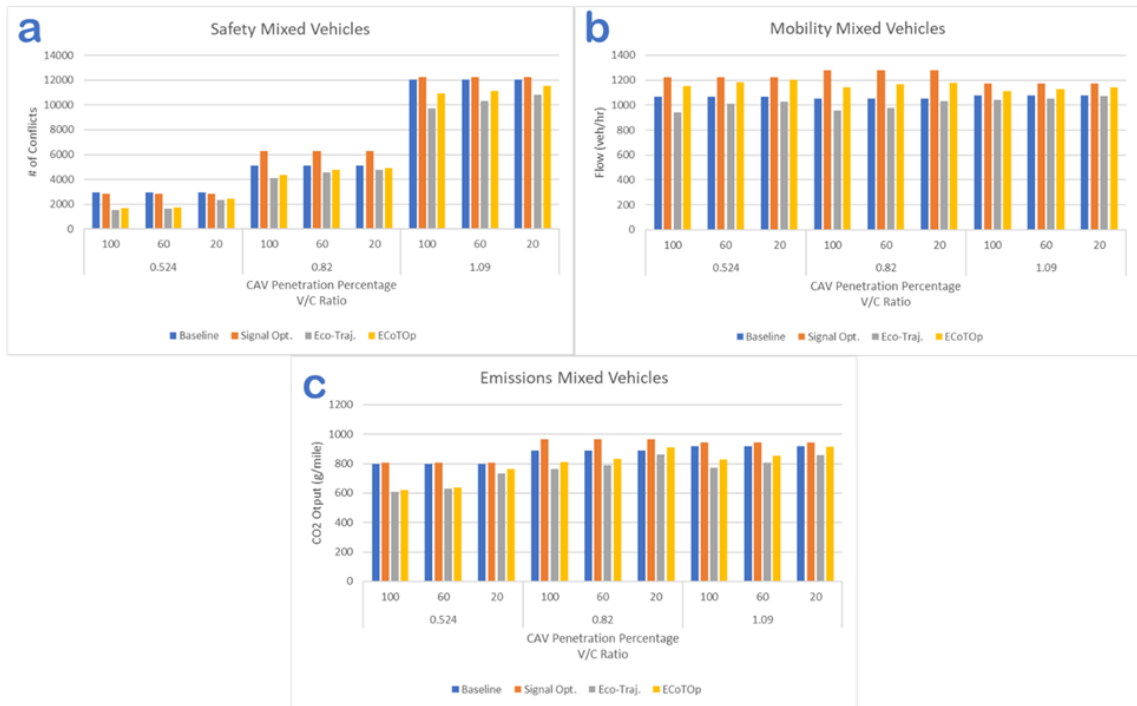 a
Safety Mixed Vehicles
# of Conflicts
14000
12000
10000
8000
6000
4000
2000
0
100 60 20 100 60 20 100 60 20
0.524 0.82 1.09
CAV Penetration Percentage
V/C Ratio
Baseline Signal Opt. Eco-Traj. ECoTOp
b
Mobility Mixed Vehicles
Flow (veh/hr)
1400
1200
1000
800
600
400
200
0
100 60 20 100 60 20 100 60 20
0.524 0.82 1.09
CAV Penetration Percentage
V/C Ratio
Baseline Signal Opt. Eco-Traj. ECoTOp
c
Emissions Mixed Vehicles
CO2 Otput (g/mile)
1200
1000
800
600
400
200
0
100 60 20 100 60 20 100 60 20
0.524 0.82 1.09
CAV Penetration Percentage
V/C Ratio
Baseline Signal Opt. Eco-Traj. ECoTOp